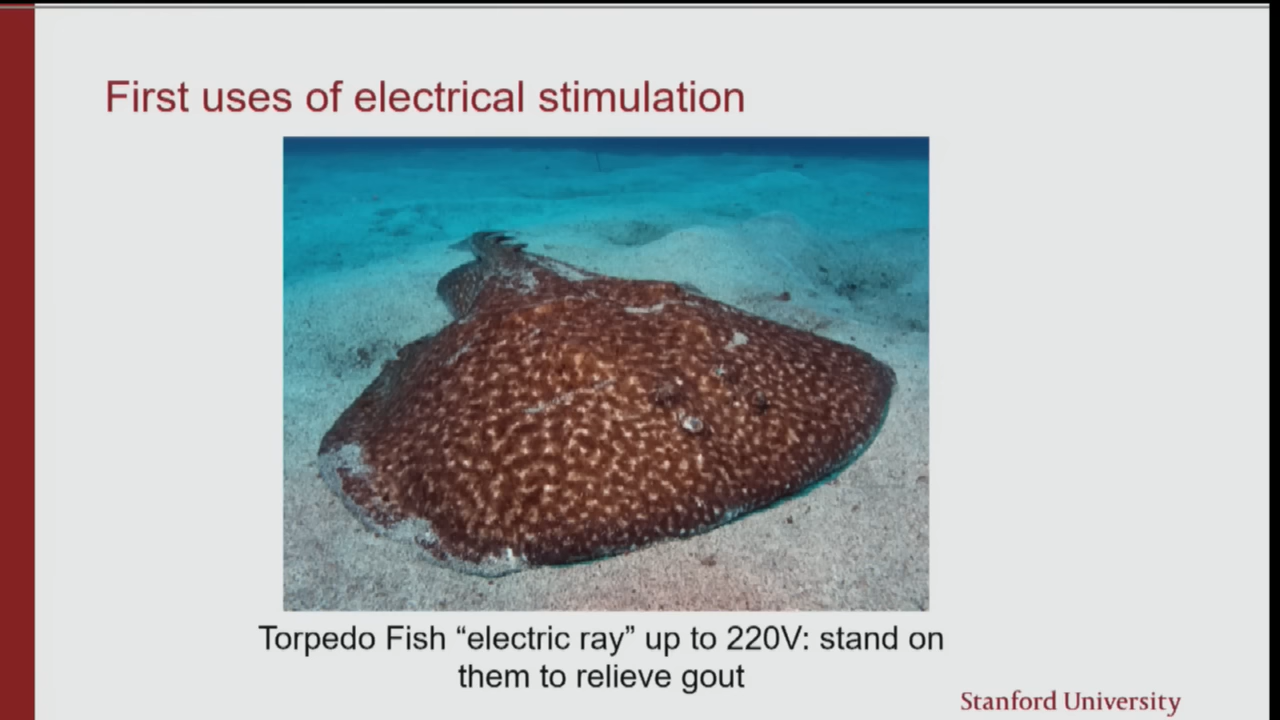 First uses of electrical stimulation
Torpedo Fish “electric ray” up to 220V: stand on
them to relieve gout
Stanford University